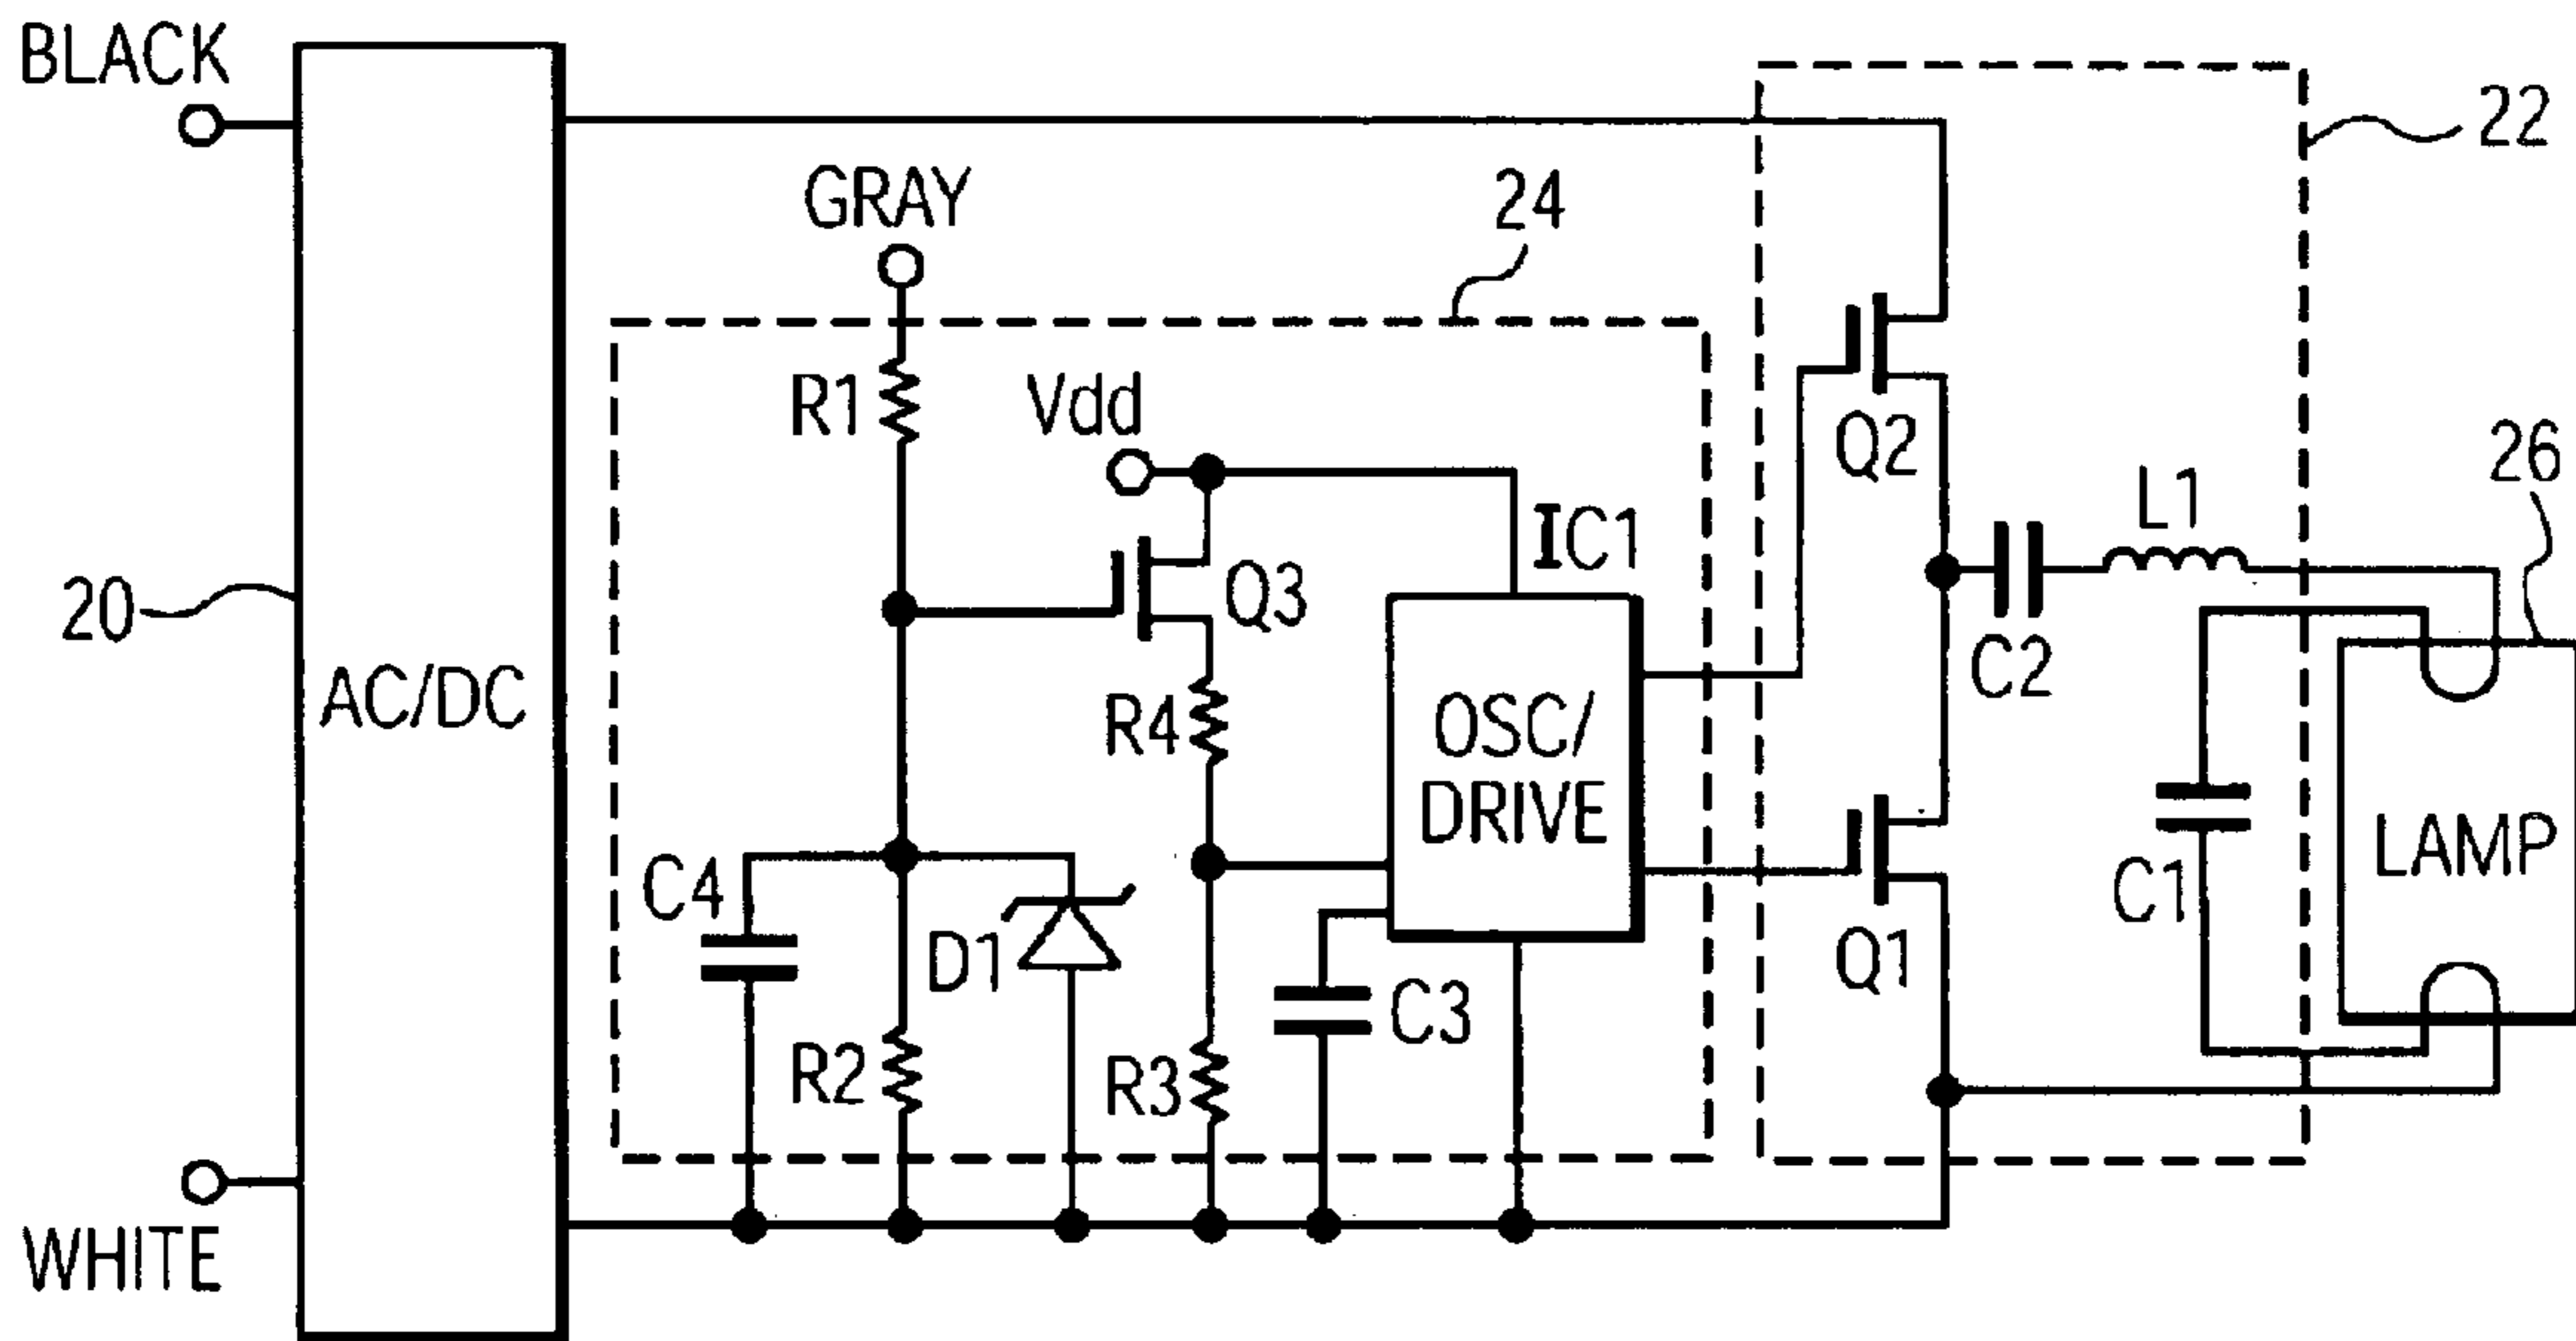 BLACK
22
GRAY
24
R1
Vdd
Q2
26
L1
IC1
Q3
20
AC/DC
C2
R4
OSC/
DRIVE
LAMP
C4
C1
D1
Q1
C3
R2
R3
WHITE